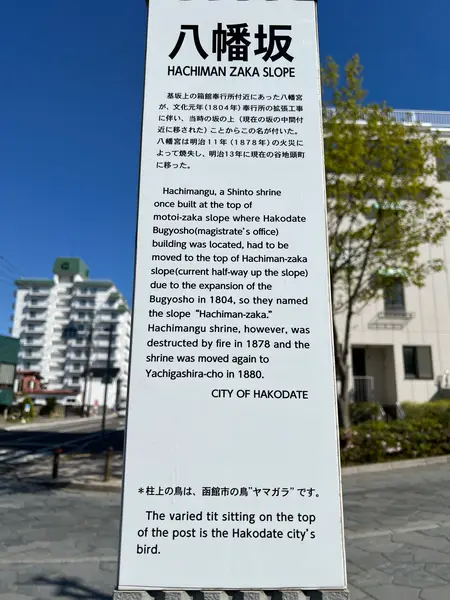 八幡坂
HACHIMAN ZAKA SLOPE
基坂上の箱館奉行所付近にあった八幡宮
が、文化元年(1804年)奉行所の拡張工事
に伴い、当時の坂の上（現在の坂の中間付
近に移された）ことからこの名が付いた。
八幡宮は明治11年(1878年)の火災に
よって焼失し、明治13年に現在の谷地頭町
に移った。
Hachimangu, a Shinto shrine
once built at the top of
motoi-zaka slope where Hakodate
Bugyosho(magistrate's office)
building was located, had to be
moved to the top of Hachiman-zaka
slope(current half-way up the slope)
due to the expansion of the
Bugyosho in 1804, so they named
the slope "Hachiman-zaka."
Hachimangu shrine, however, was
destructed by fire in 1878 and the
shrine was moved again to
Yachigashira-cho in 1880.
CITY OF HAKODATE
＊柱上の鳥は、函館市の鳥"ヤマガラ"です。
The varied tit sitting on the top
of the post is the Hakodate city's
bird.